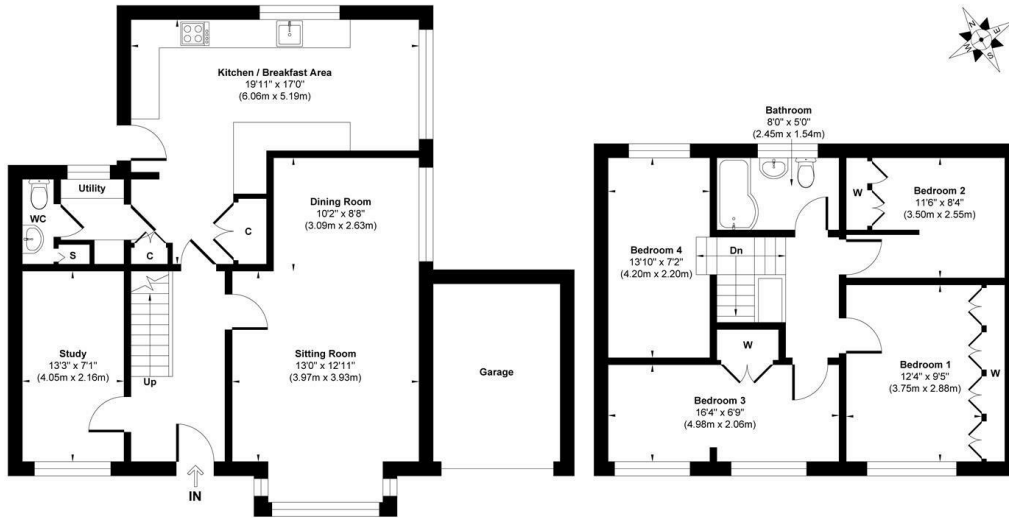 Kitchen / Breakfast Area
19'11" x 17'0"
(6.06m x 5.19m)
Utility
WC
S
C
C
Dining Room
10'2" x 8'8"
(3.09m x 2.63m)
Study
13'3" x 7'1"
(4.05m x 2.16m)
Up
Sitting Room
13'0" x 12'11"
(3.97m x 3.93m)
Garage
IN
N
E
S
W
Bathroom
8'0" x 5'0"
(2.45m x 1.54m)
W
Bedroom 2
11'6" x 8'4"
(3.50m x 2.55m)
Bedroom 4
13'10" x 7'2"
(4.20m x 2.20m)
Dn
W
Bedroom 3
16'4" x 6'9"
(4.98m x 2.06m)
Bedroom 1
12'4" x 9'5"
(3.75m x 2.88m)
W